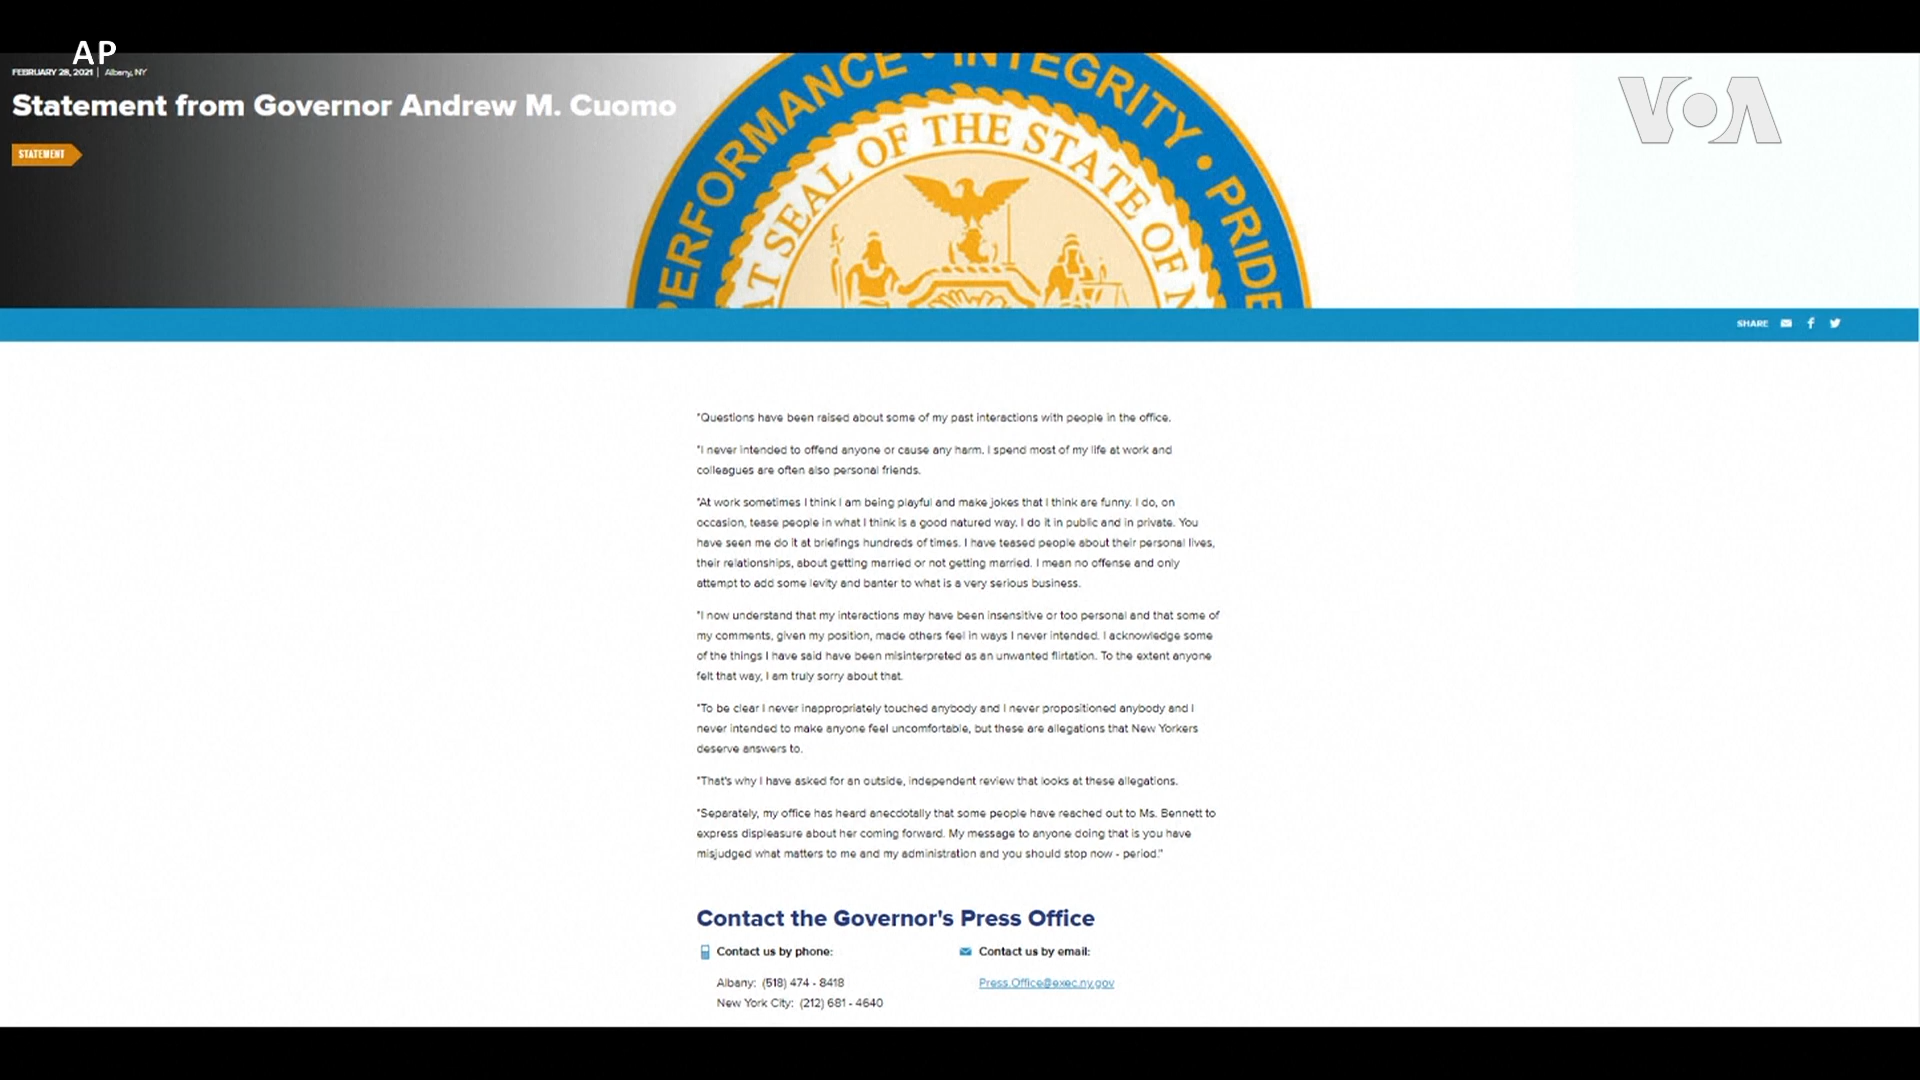 AP
FEBRUARY 28, 2021 | Albany, NY
VOA
Statement from Governor Andrew M. Cuomo
STATEMENT
PERFORMANCE • INTEGRITY • PRIDE
AT SEAL OF THE STATE OF N
SHARE
"Questions have been raised about some of my past interactions with people in the office.
"I never intended to offend anyone or cause any harm. I spend most of my life at work and
colleagues are often also personal friends.
"At work sometimes I think I am being playful and make jokes that I think are funny. I do, on
occasion, tease people in what I think is a good natured way. I do it in public and in private. You
have seen me do it at briefings hundreds of times. I have teased people about their personal lives,
their relationships, about getting married or not getting married. I mean no offense and only
attempt to add some levity and banter to what is a very serious business.
"I now understand that my interactions may have been insensitive or too personal and that some of
my comments, given my position, made others feel in ways I never intended. I acknowledge some
of the things I have said have been misinterpreted as an unwanted flirtation. To the extent anyone
felt that way, I am truly sorry about that.
"To be clear I never inappropriately touched anybody and I never propositioned anybody and I
never intended to make anyone feel uncomfortable, but these are allegations that New Yorkers
deserve answers to.
"That's why I have asked for an outside, independent review that looks at these allegations.
"Separately, my office has heard anecdotally that some people have reached out to Ms. Bennett to
express displeasure about her coming forward. My message to anyone doing that is you have
misjudged what matters to me and my administration and you should stop now - period."
Contact the Governor's Press Office
Contact us by phone:
Contact us by email:
Albany: (518) 474 - 8418
Press.Office@exec.ny.gov
New York City: (212) 681 - 4640